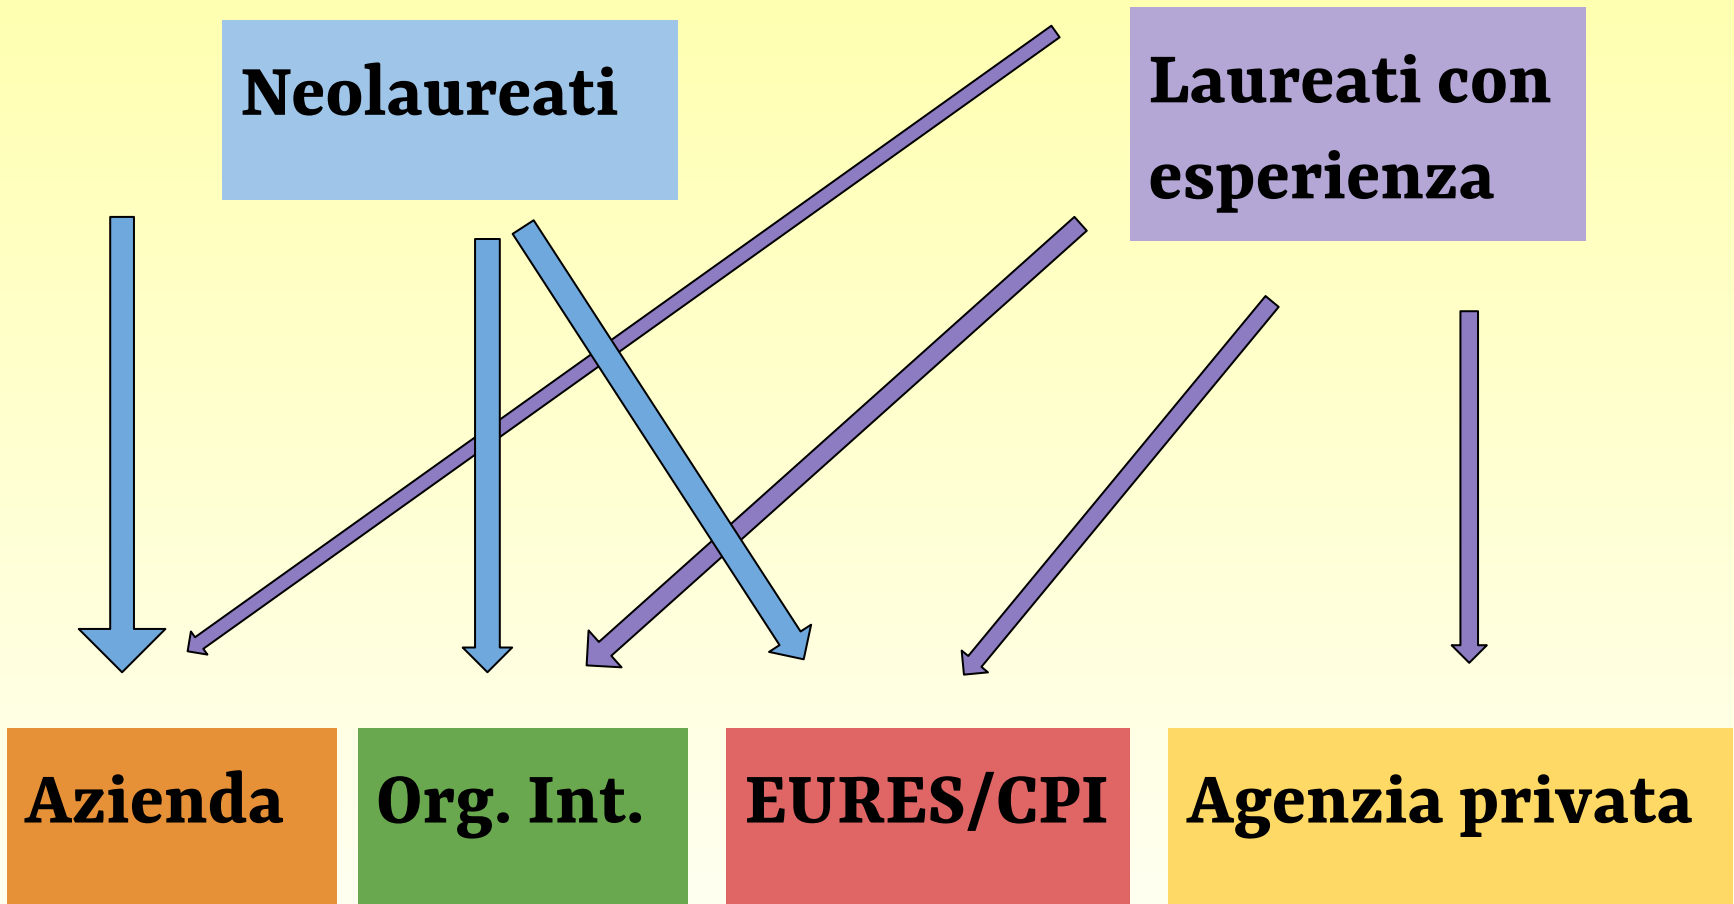 Neolaureati
Laureati con
esperienza
Azienda
Org. Int.
EURES/CPI
Agenzia privata